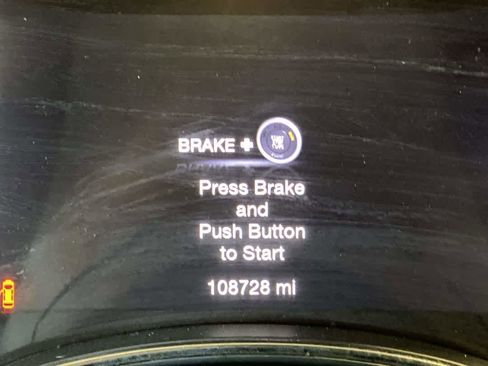 BRAKE +
Press Brake
and
Push Button
to Start
108728 mi